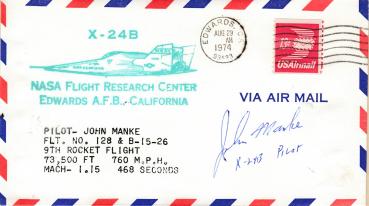 X-24B
NASA FLIGHT RESEARCH CENTER
EDWARDS A.F.B.-CALIFORNIA
EDWARDS,
AUG 29
AM
1974
USAirmail
VIA AIR MAIL
PILOT- JOHN MANKE
FLT. NO. 128 & B-15-26
9TH ROCKET FLIGHT
73,500 FT 760 M.P.H.
MACH- 1.15 468 SECONDS
John Manke
X-24B Pilot